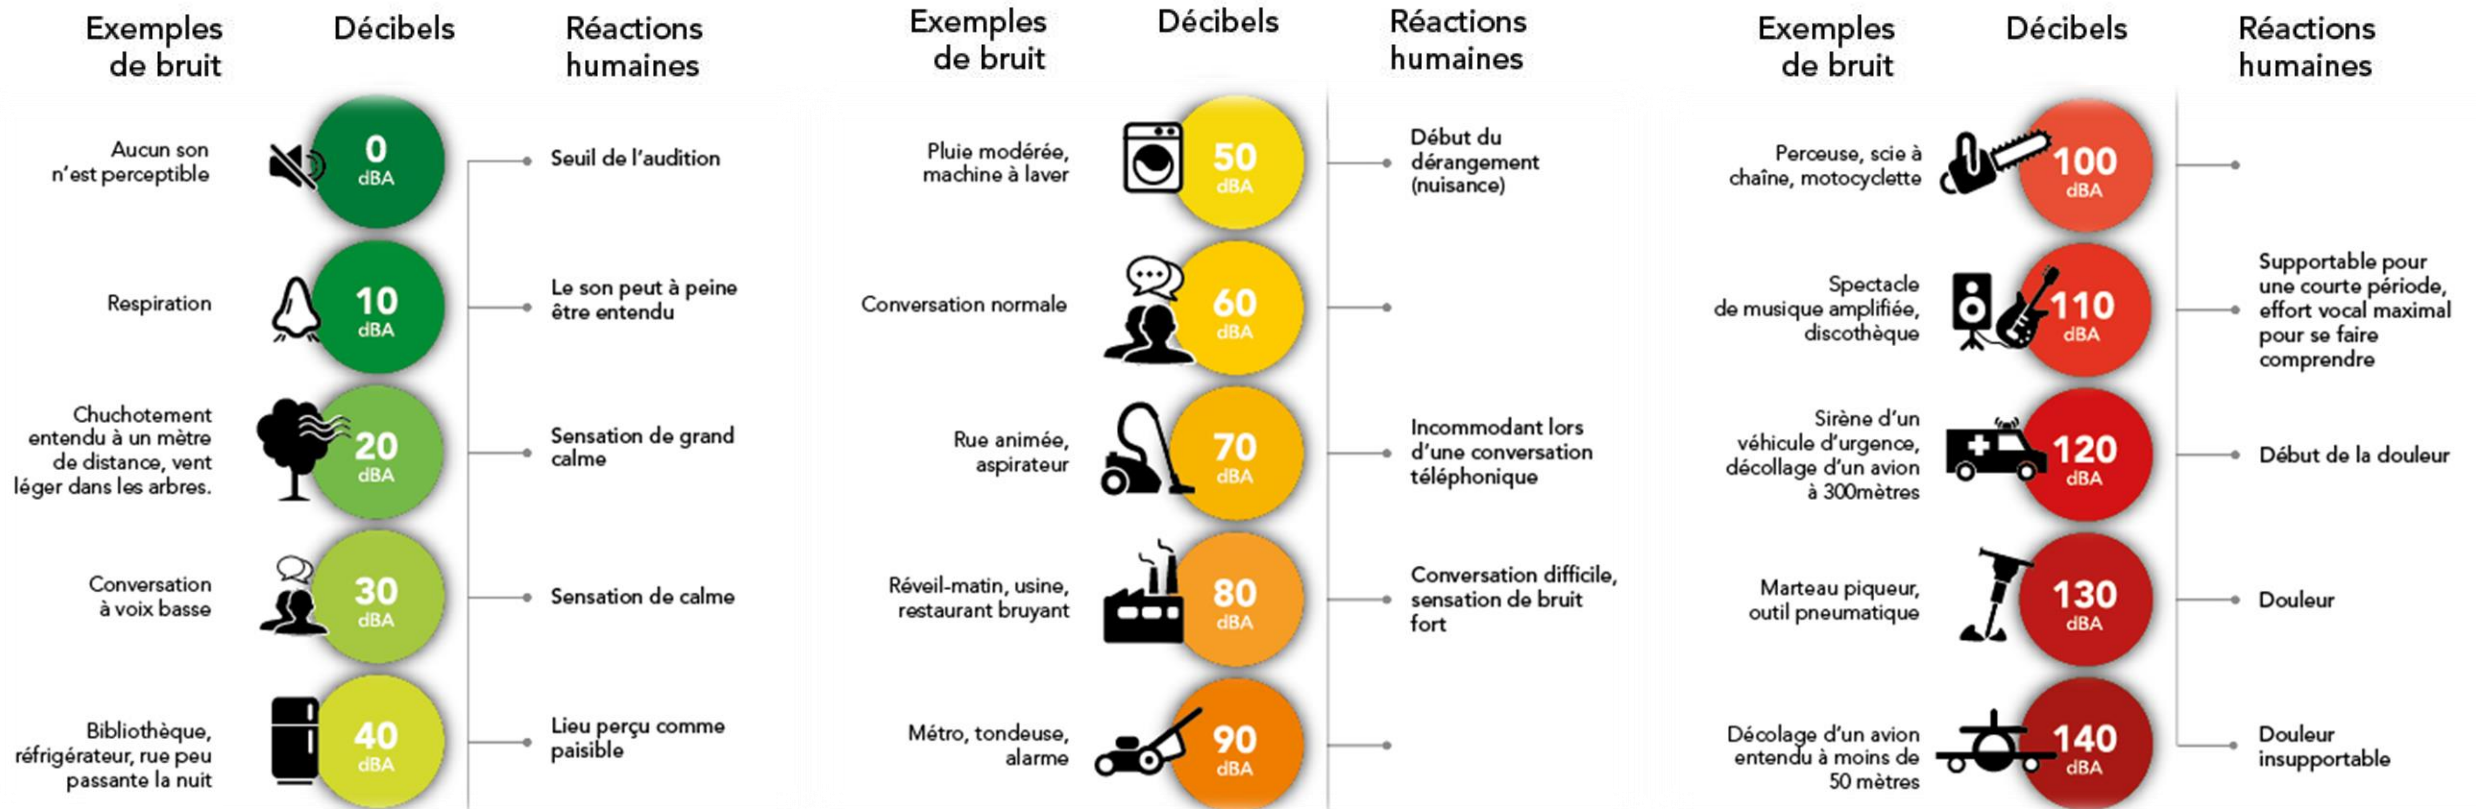 Exemples
de bruit
Décibels
Réactions
humaines
Aucun son
n'est perceptible
0
dBA
Seuil de l'audition
Respiration
10
dBA
Le son peut à peine
être entendu
Chuchotement
entendu à un mètre
de distance, vent
léger dans les arbres.
20
dBA
Sensation de grand
calme
Conversation
à voix basse
30
dBA
Sensation de calme
Bibliothèque,
réfrigérateur, rue peu
passante la nuit
40
dBA
Lieu perçu comme
paisible
Exemples
de bruit
Décibels
Réactions
humaines
Pluie modérée,
machine à laver
50
dBA
Début du
dérangement
(nuisance)
Conversation normale
60
dBA
Rue animée,
aspirateur
70
dBA
Incommodant lors
d'une conversation
téléphonique
Réveil-matin, usine,
restaurant bruyant
80
dBA
Conversation difficile,
sensation de bruit
fort
Métro, tondeuse,
alarme
90
dBA
Exemples
de bruit
Décibels
Réactions
humaines
Perceuse, scie à
chaîne, motocyclette
100
dBA
Spectacle
de musique amplifiée,
discothèque
110
dBA
Supportable pour
une courte période,
effort vocal maximal
pour se faire
comprendre
Sirène d'un
véhicule d'urgence,
décollage d'un avion
à 300mètres
120
dBA
Début de la douleur
Marteau piqueur,
outil pneumatique
130
dBA
Douleur
Décolage d'un avion
entendu à moins de
50 mètres
140
dBA
Douleur
insupportable